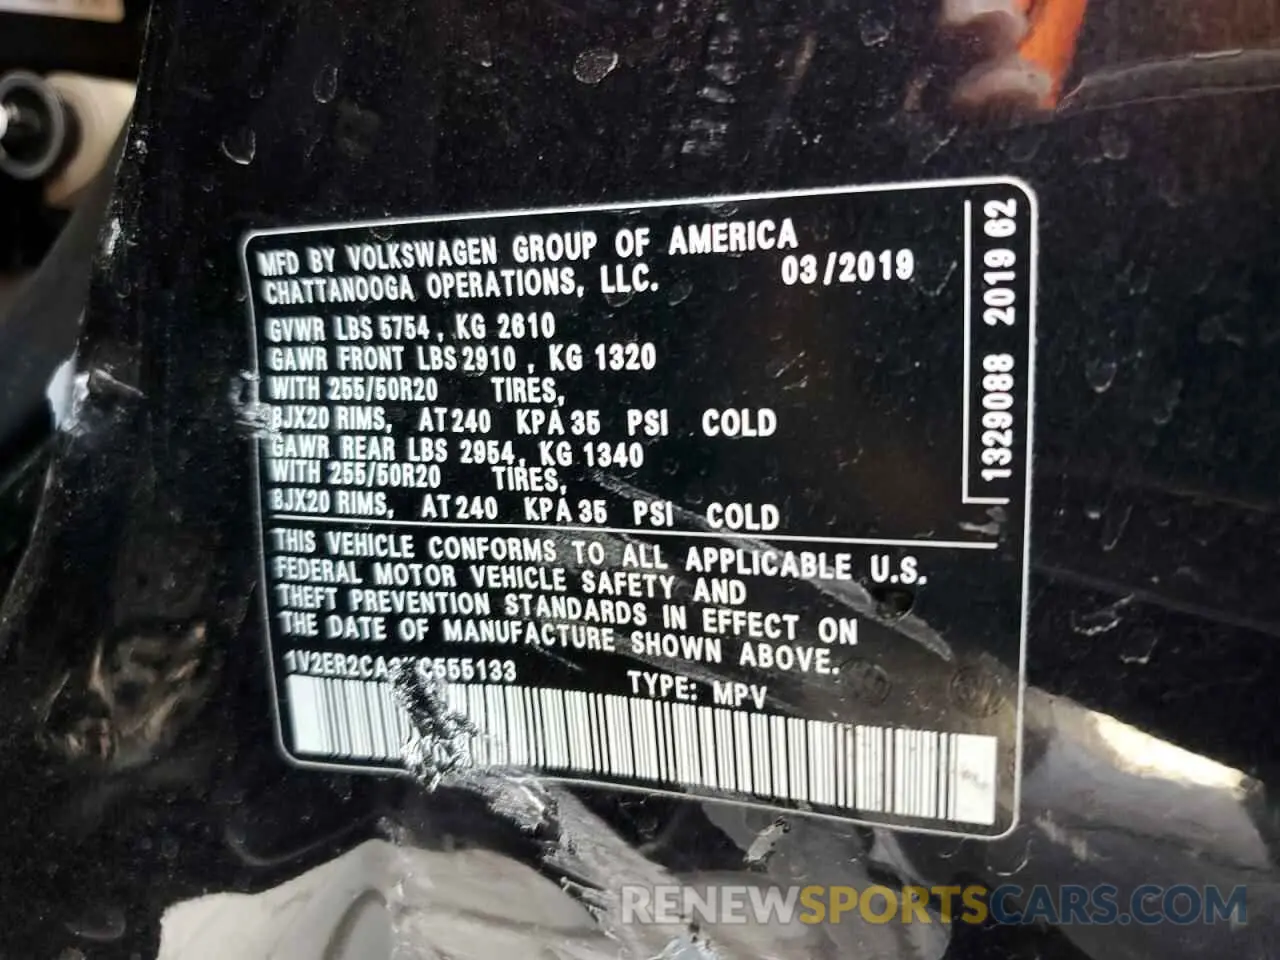 MFD BY VOLKSWAGEN GROUP OF AMERICA
CHATTANOOGA OPERATIONS, LLC. 03/2019
GVWR LBS 5754, KG 2610
GAWR FRONT LBS 2910, KG 1320
WITH 255/50R20 TIRES,
8JX20 RIMS, AT 240 KPA 35 PSI COLD
GAWR REAR LBS 2954, KG 1340
WITH 255/50R20 TIRES,
8JX20 RIMS, AT 240 KPA 35 PSI COLD
1329088 2019 62
THIS VEHICLE CONFORMS TO ALL APPLICABLE U.S.
FEDERAL MOTOR VEHICLE SAFETY AND
THEFT PREVENTION STANDARDS IN EFFECT ON
THE DATE OF MANUFACTURE SHOWN ABOVE.
TYPE: MPV
RENEWSPORTSCARS.COM